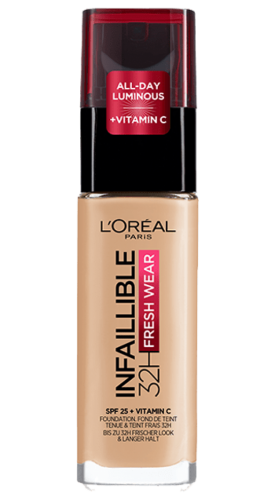 ALL-DAY
LUMINOUS
+VITAMIN C
L'ORÉAL
PARIS
INFAILLIBLE
32H FRESH WEAR
SPF 25 + VITAMIN C
FOUNDATION, FOND DE TEINT
TENUE & TEINT FRAIS 32H
BIS ZU 32H FRISCHER LOOK
& LANGER HALT